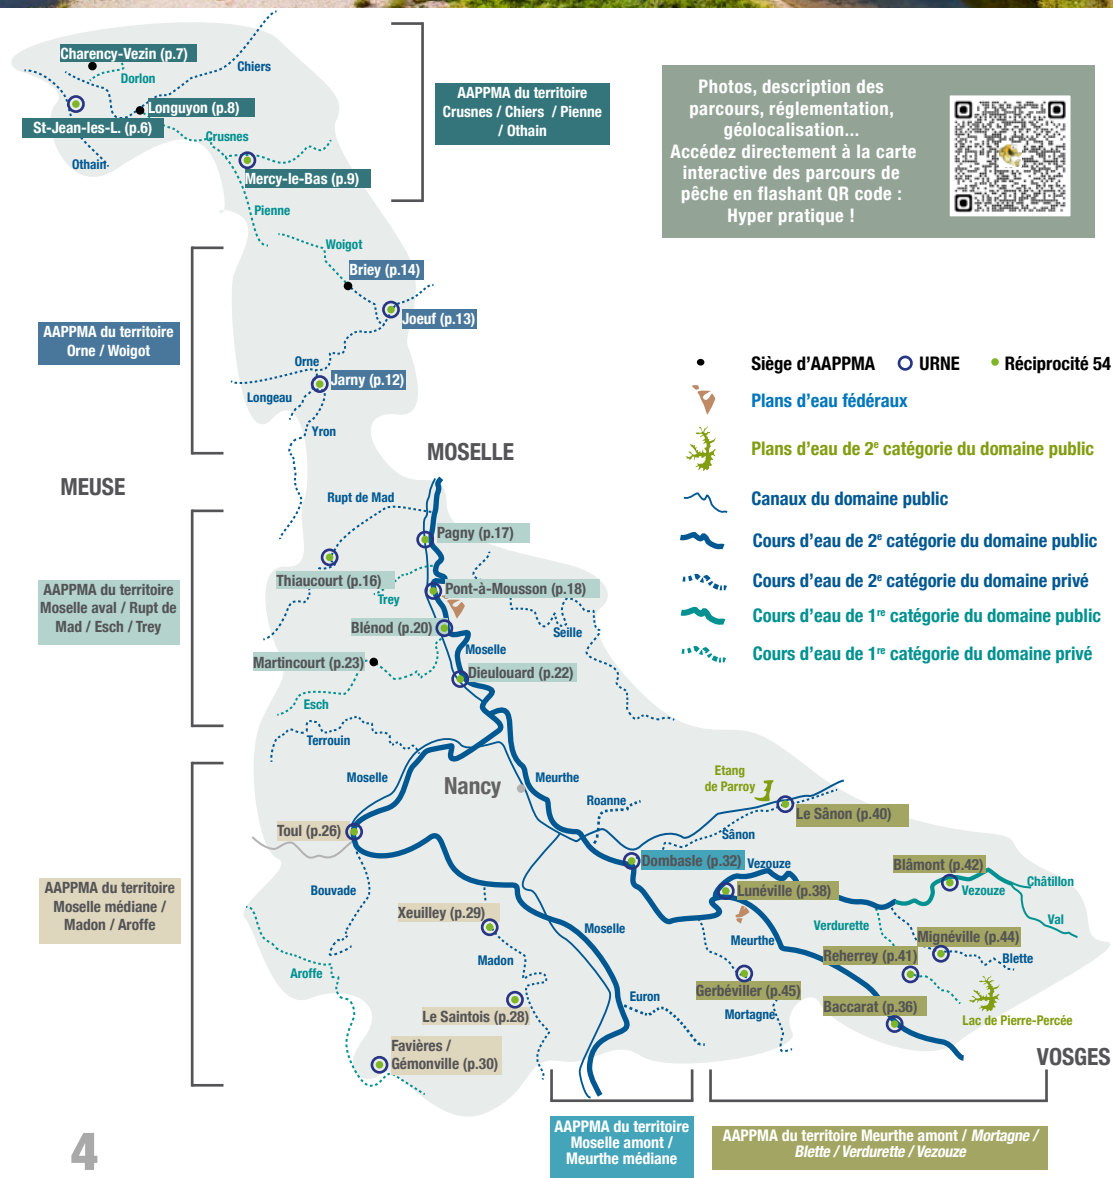 Charency-Vezin (p.7)
Dorlon
Chiers
Longuyon (p.8)
St-Jean-les-L. (p.6)
Crusnes
Othain
Mercy-le-Bas (p.9)
Pienne
AAPPMA du territoire
Crusnes / Chiers / Pienne
/ Othain
Photos, description des
parcours, réglementation,
géolocalisation...
Accédez directement à la carte
interactive des parcours de
pêche en flashant QR code :
Hyper pratique !
Woigot
Briey (p.14)
Joeuf (p.13)
AAPPMA du territoire
Orne / Woigot
Orne
Jarny (p.12)
Longeau
Yron
Siège d'AAPPMA
URNE
Réciprocité 54
Plans d'eau fédéraux
Plans d'eau de 2e catégorie du domaine public
Canaux du domaine public
Cours d'eau de 2e catégorie du domaine public
Cours d'eau de 2e catégorie du domaine privé
Cours d'eau de 1re catégorie du domaine public
Cours d'eau de 1re catégorie du domaine privé
MOSELLE
MEUSE
Rupt de Mad
Pagny (p.17)
Thiaucourt (p.16)
Trey
Pont-à-Mousson (p.18)
AAPPMA du territoire
Moselle aval / Rupt de
Mad / Esch / Trey
Blénod (p.20)
Seille
Moselle
Martincourt (p.23)
Dieulouard (p.22)
Esch
Terrouin
Moselle
Nancy
Meurthe
Etang
de Parroy
Roanne
Le Sânon (p.40)
Sânon
Toul (p.26)
Dombasle (p.32)
Vezouze
Blâmont (p.42)
Vezouze
Châtillon
Val
Lunéville (p.38)
AAPPMA du territoire
Moselle médiane /
Madon / Aroffe
Bouvade
Xeuilley (p.29)
Moselle
Verdurette
Mignéville (p.44)
Meurthe
Madon
Reherrey (p.41)
Blette
Aroffe
Gerbéviller (p.45)
Euron
Mortagne
Baccarat (p.36)
Lac de Pierre-Percée
Le Saintois (p.28)
Favières /
Gémonville (p.30)
VOSGES
AAPPMA du territoire
Moselle amont /
Meurthe médiane
AAPPMA du territoire Meurthe amont / Mortagne /
Blette / Verdurette / Vezouze
4